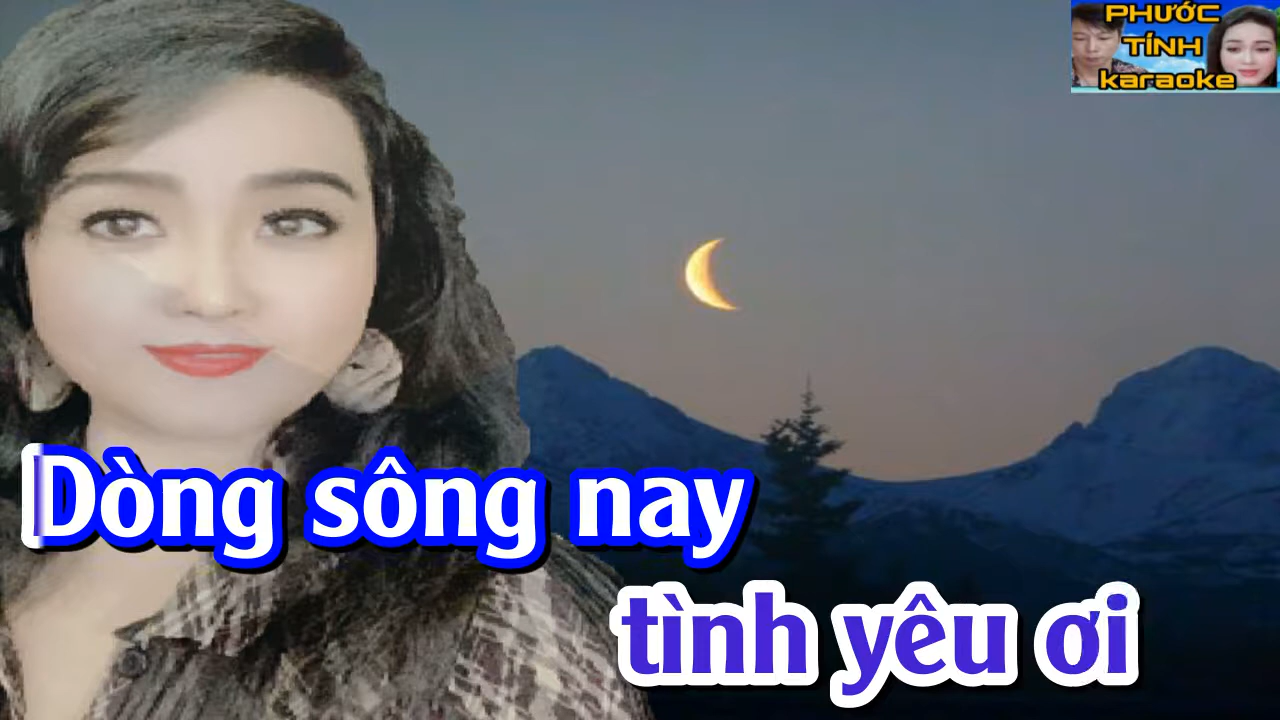 PHƯỚC
TÍNH
karaoke
Dòng sông nay
tình yêu ơi